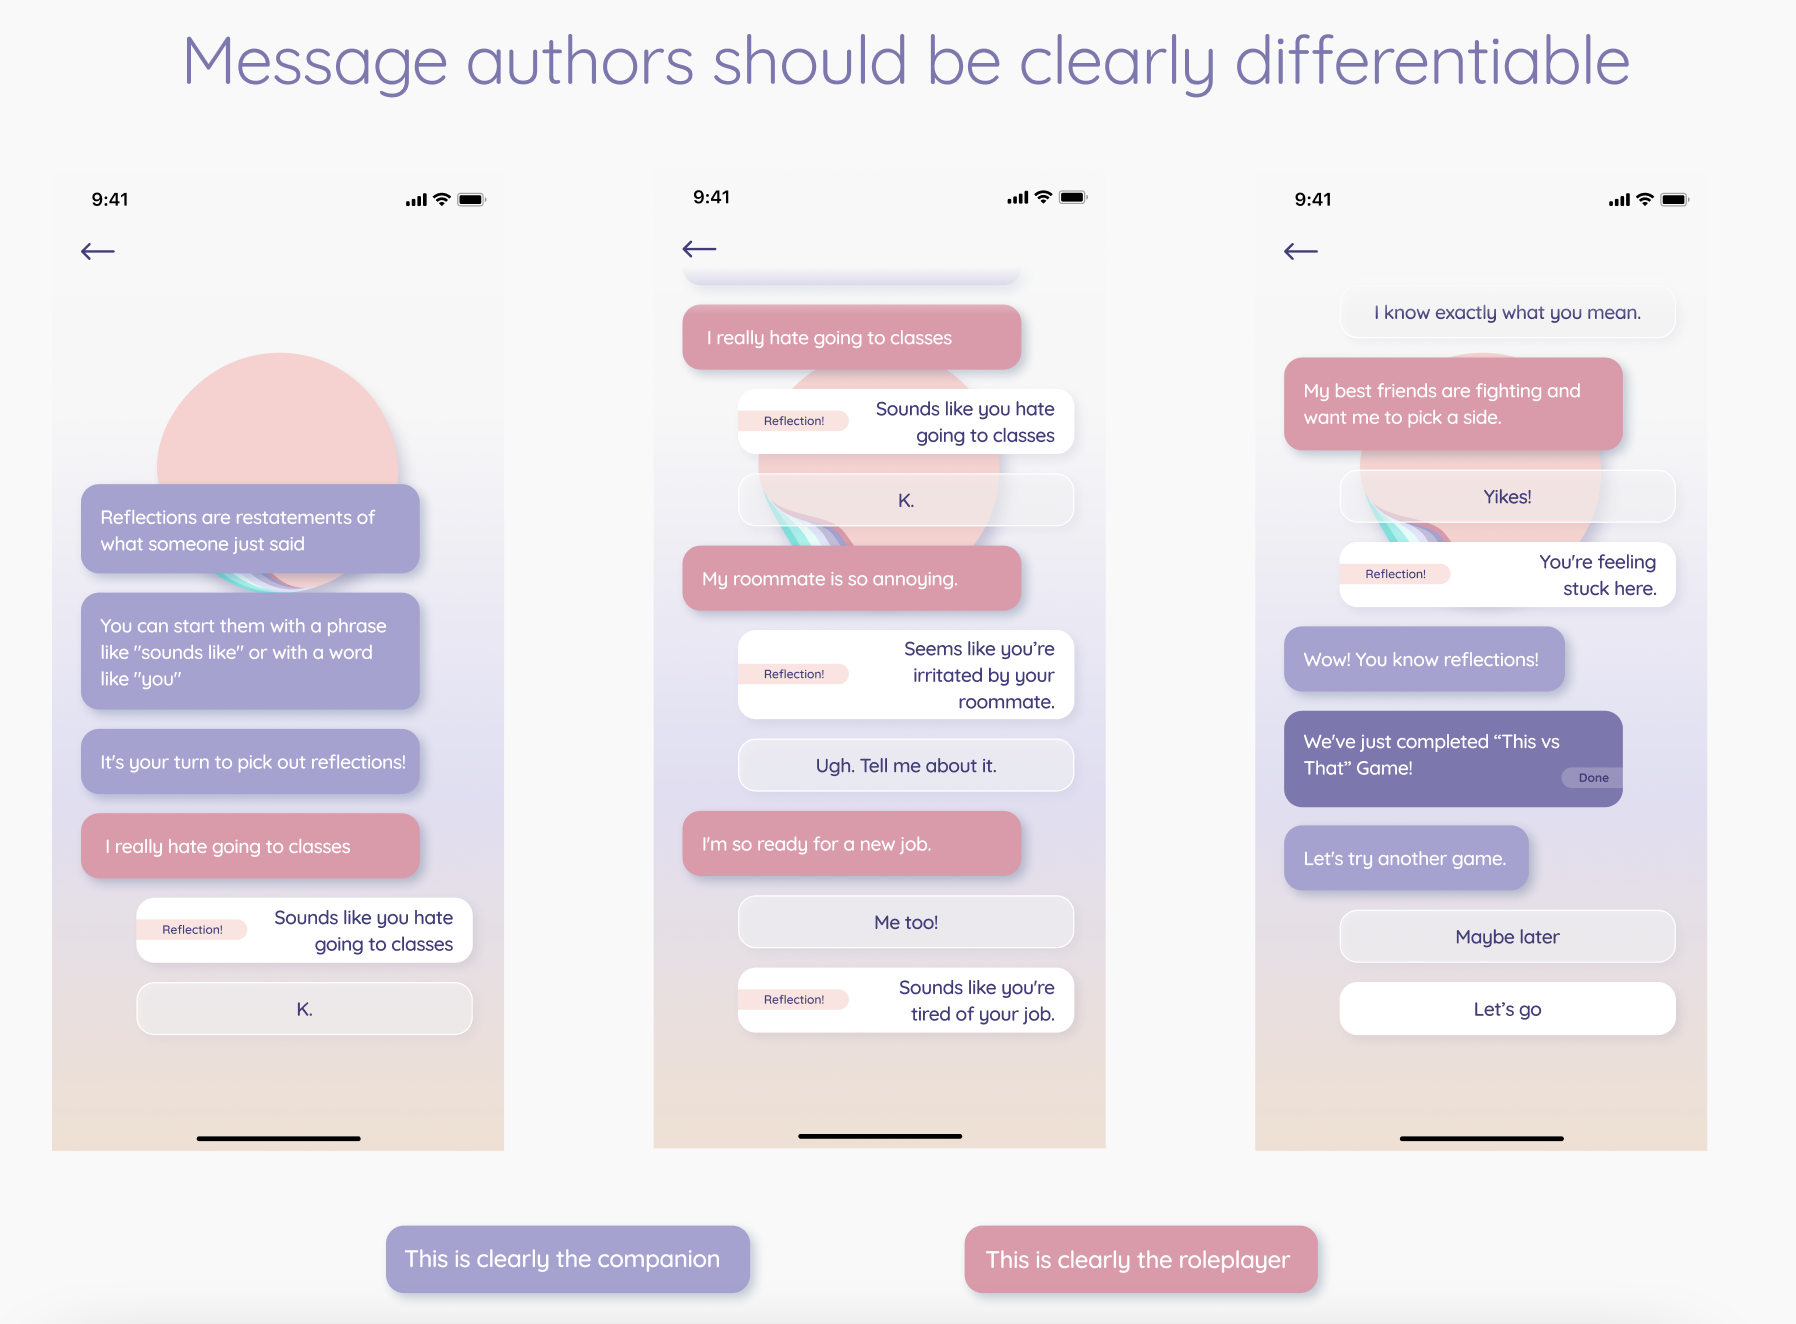 Message authors should be clearly differentiable
9:41
Reflections are restatements of
what someone just said
You can start them with a phrase
like "sounds like" or with a word
like "you"
It's your turn to pick out reflections!
I really hate going to classes
Reflection!
Sounds like you hate
going to classes
K.
9:41
I really hate going to classes
Reflection!
Sounds like you hate
going to classes
K.
My roommate is so annoying.
Reflection!
Seems like you’re
irritated by your
roommate.
Ugh. Tell me about it.
I'm so ready for a new job.
Me too!
Reflection!
Sounds like you're
tired of your job.
9:41
I know exactly what you mean.
My best friends are fighting and
want me to pick a side.
Yikes!
Reflection!
You're feeling
stuck here.
Wow! You know reflections!
We've just completed “This vs
That” Game!
Done
Let's try another game.
Maybe later
Let’s go
This is clearly the companion
This is clearly the roleplayer